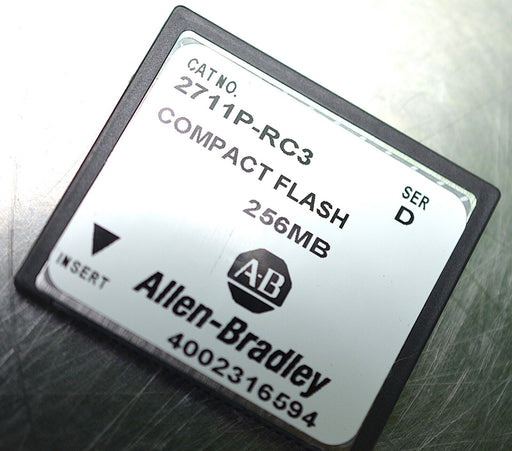 CAT NO.
2711P-RC3
SER
D
COMPACT FLASH
256MB
INSERT
A-B
Allen-Bradley
4002316594